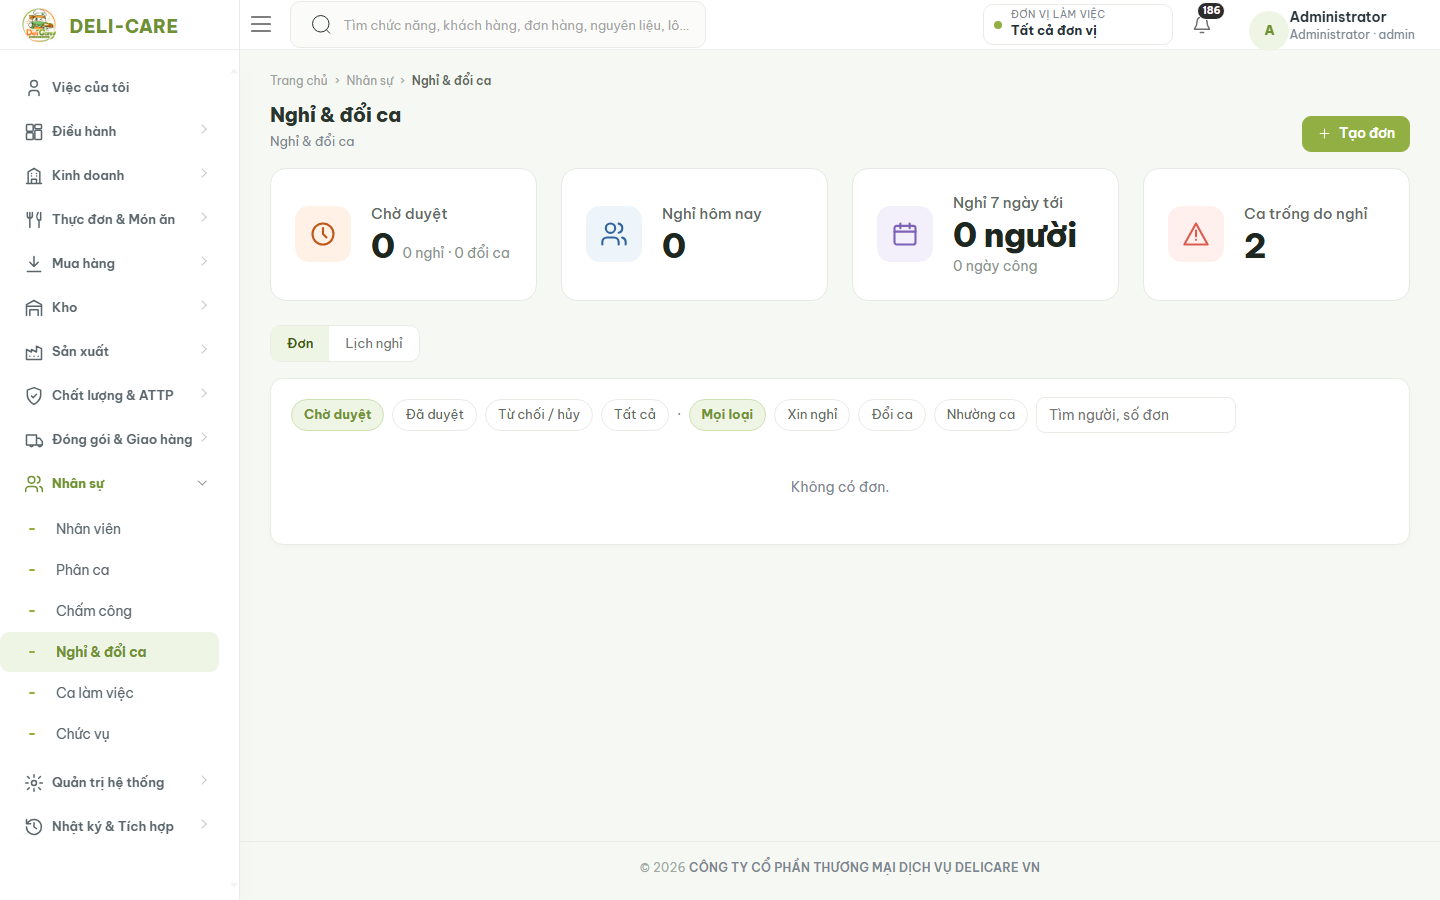 DELI-CARE
Tìm chức năng, khách hàng, đơn hàng, nguyên liệu, lô...
ĐƠN VỊ LÀM VIỆC
Tất cả đơn vị
186
A
Administrator
Administrator · admin
Việc của tôi
Điều hành
Kinh doanh
Thực đơn & Món ăn
Mua hàng
Kho
Sản xuất
Chất lượng & ATTP
Đóng gói & Giao hàng
Nhân sự
- Nhân viên
- Phân ca
- Chấm công
- Nghỉ & đổi ca
- Ca làm việc
- Chức vụ
Quản trị hệ thống
Nhật ký & Tích hợp
Trang chủ › Nhân sự › Nghỉ & đổi ca
Nghỉ & đổi ca
Nghỉ & đổi ca
+ Tạo đơn
Chờ duyệt
0 0 nghỉ · 0 đổi ca
Nghỉ hôm nay
0
Nghỉ 7 ngày tới
0 người
0 ngày công
Ca trống do nghỉ
2
Đơn Lịch nghỉ
Chờ duyệt Đã duyệt Từ chối / hủy Tất cả · Mọi loại Xin nghỉ Đổi ca Nhường ca Tìm người, số đơn
Không có đơn.
© 2026 CÔNG TY CỔ PHẦN THƯƠNG MẠI DỊCH VỤ DELICARE VN